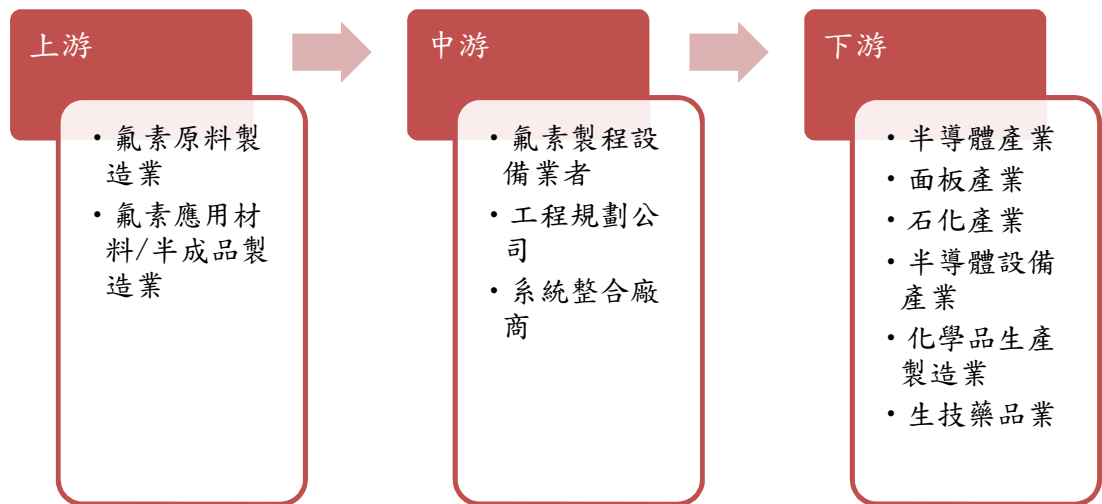 上游
• 氟素原料製
造業
• 氟素應用材
料/半成品製
造業
中游
• 氟素製程設
備業者
• 工程規劃公
司
• 系統整合廠
商
下游
• 半導體產業
• 面板產業
• 石化產業
• 半導體設備
產業
• 化學品生產
製造業
• 生技藥品業